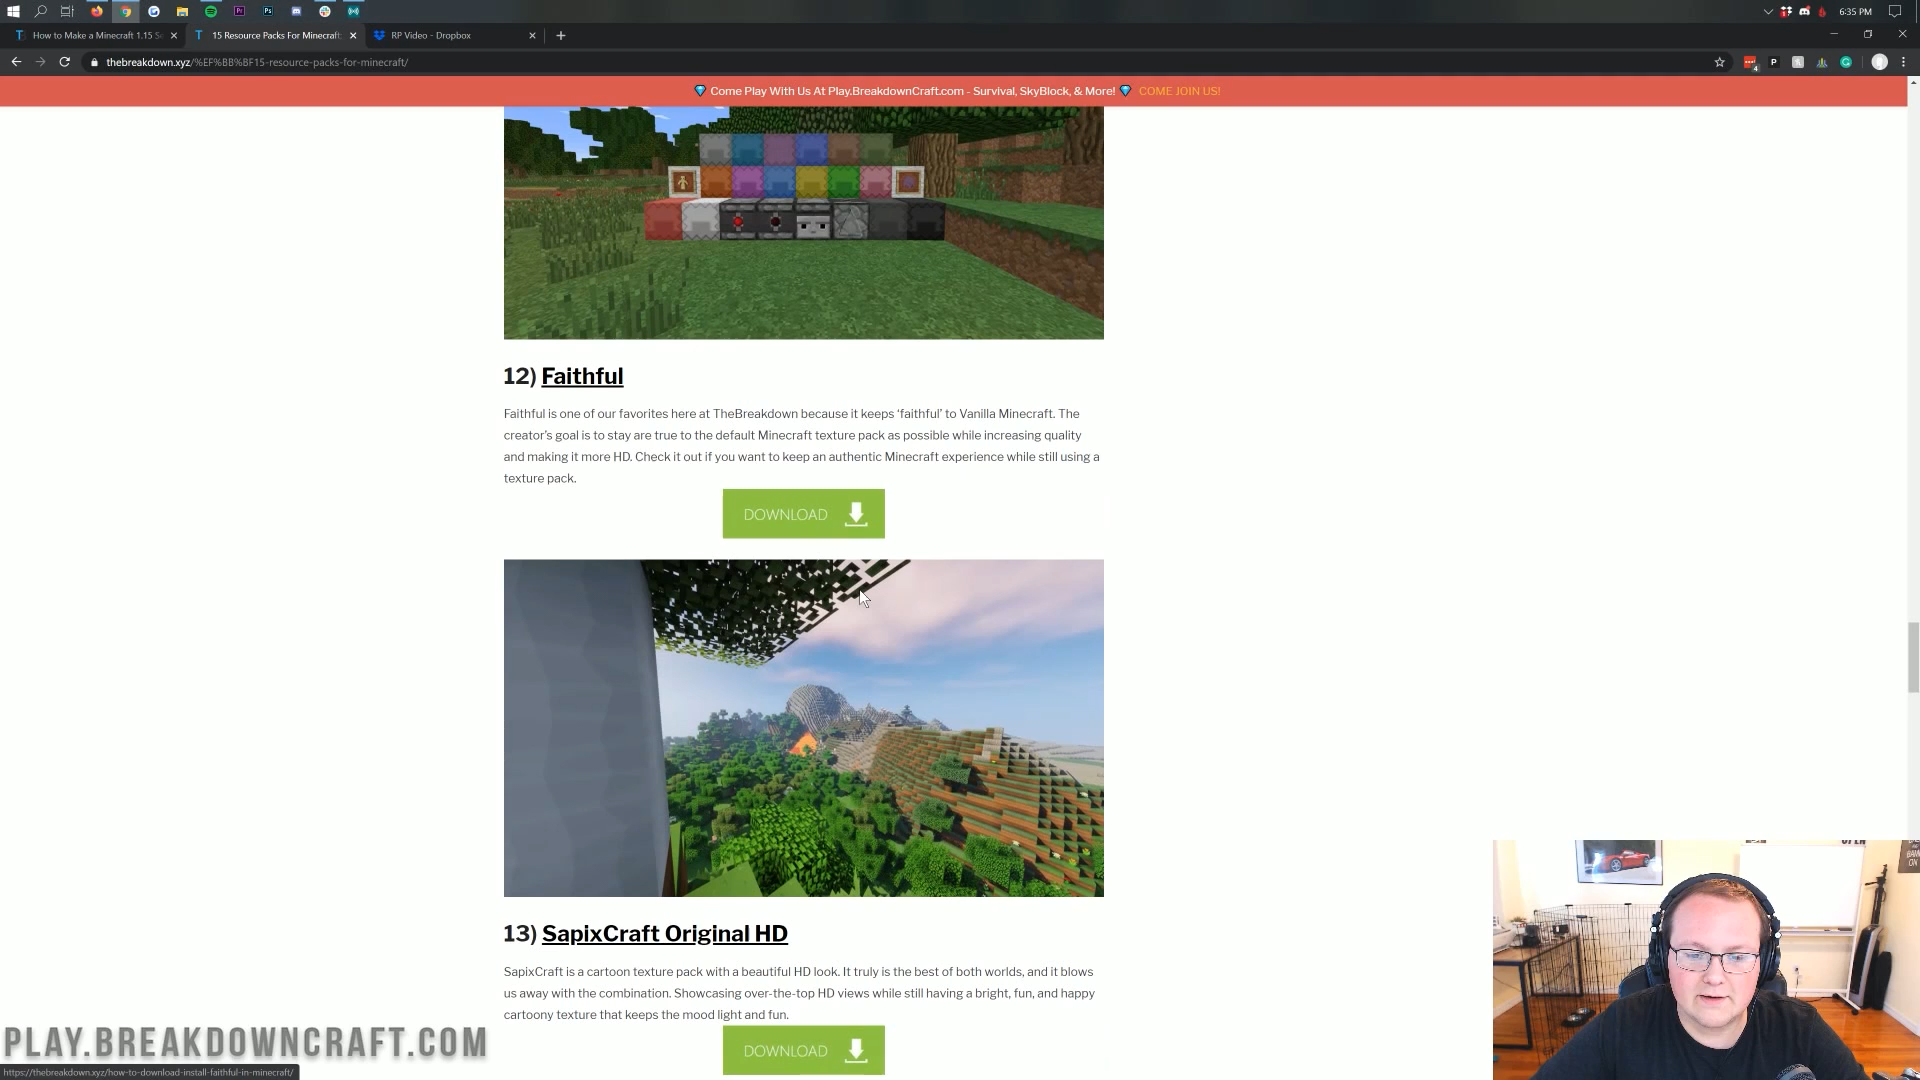 6:35 PM
How to Make a Minecraft 1.15 Se
15 Resource Packs For Minecraft
RP Video - Dropbox
thebreakdown.xyz/%EF%BB%BF15-resource-packs-for-minecraft/
Come Play With Us At Play.BreakdownCraft.com - Survival, SkyBlock, & More! COME JOIN US!
12) Faithful
Faithful is one of our favorites here at TheBreakdown because it keeps ‘faithful’ to Vanilla Minecraft. The
creator’s goal is to stay are true to the default Minecraft texture pack as possible while increasing quality
and making it more HD. Check it out if you want to keep an authentic Minecraft experience while still using a
texture pack.
DOWNLOAD
13) SapixCraft Original HD
SapixCraft is a cartoon texture pack with a beautiful HD look. It truly is the best of both worlds, and it blows
us away with the combination. Showcasing over-the-top HD views while still having a bright, fun, and happy
cartoony texture that keeps the mood light and fun.
DOWNLOAD
PLAY.BREAKDOWNCRAFT.COM
https://thebreakdown.xyz/how-to-download-install-faithful-in-minecraft/